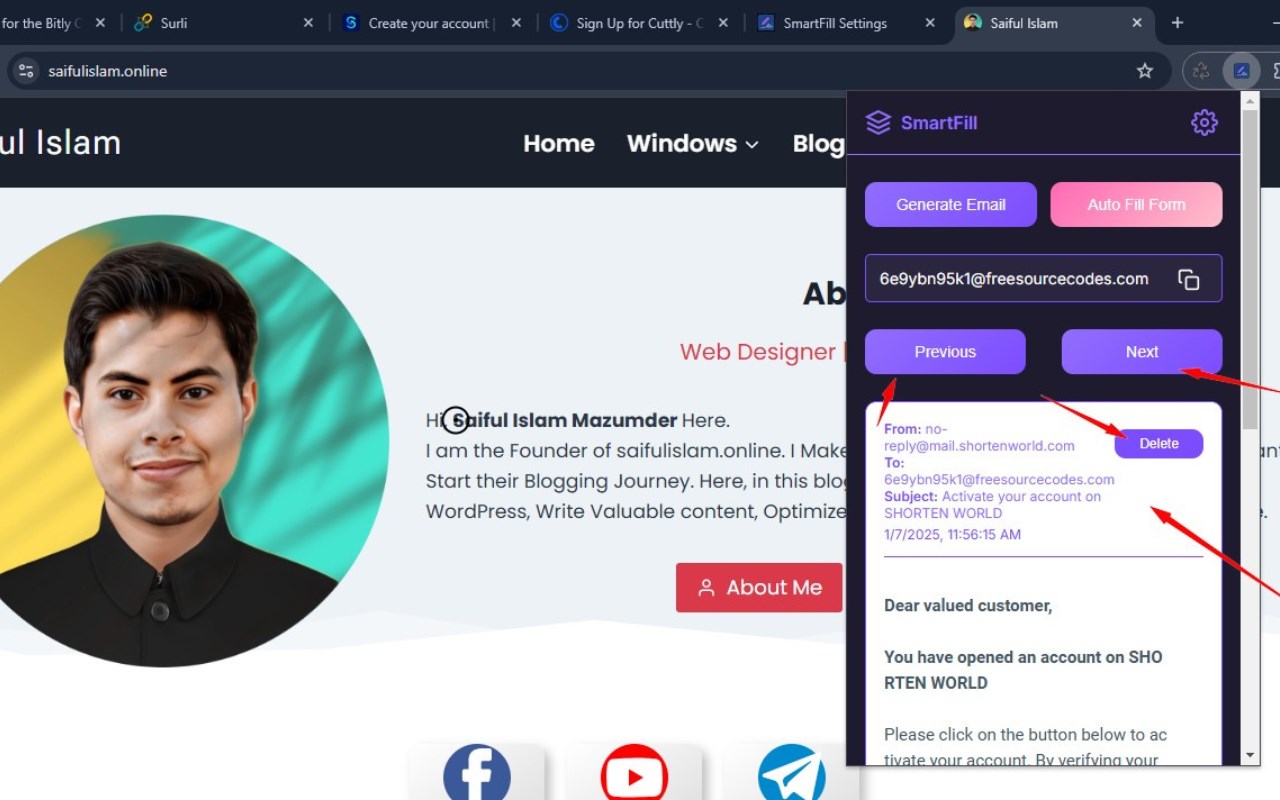 for the Bitly C
Surli
Create your account |
Sign Up for Cuttly - C
SmartFill Settings
Saiful Islam
saifulislam.online
ul Islam
Home
Windows
Blog
SmartFill
Generate Email
Auto Fill Form
6e9ybn95k1@freesourcecodes.com
Previous
Next
Ab
Web Designer |
Hi, Saiful Islam Mazumder Here.
I am the Founder of saifulislam.online. I Make
Start their Blogging Journey. Here, in this blog
WordPress, Write Valuable content, Optimize
About Me
From: no-
reply@mail.shortenworld.com
To:
6e9ybn95k1@freesourcecodes.com
Subject: Activate your account on
SHORTEN WORLD
1/7/2025, 11:56:15 AM
Delete
Dear valued customer,
You have opened an account on SHO
RTEN WORLD
Please click on the button below to ac
tivate your account. By verifying your